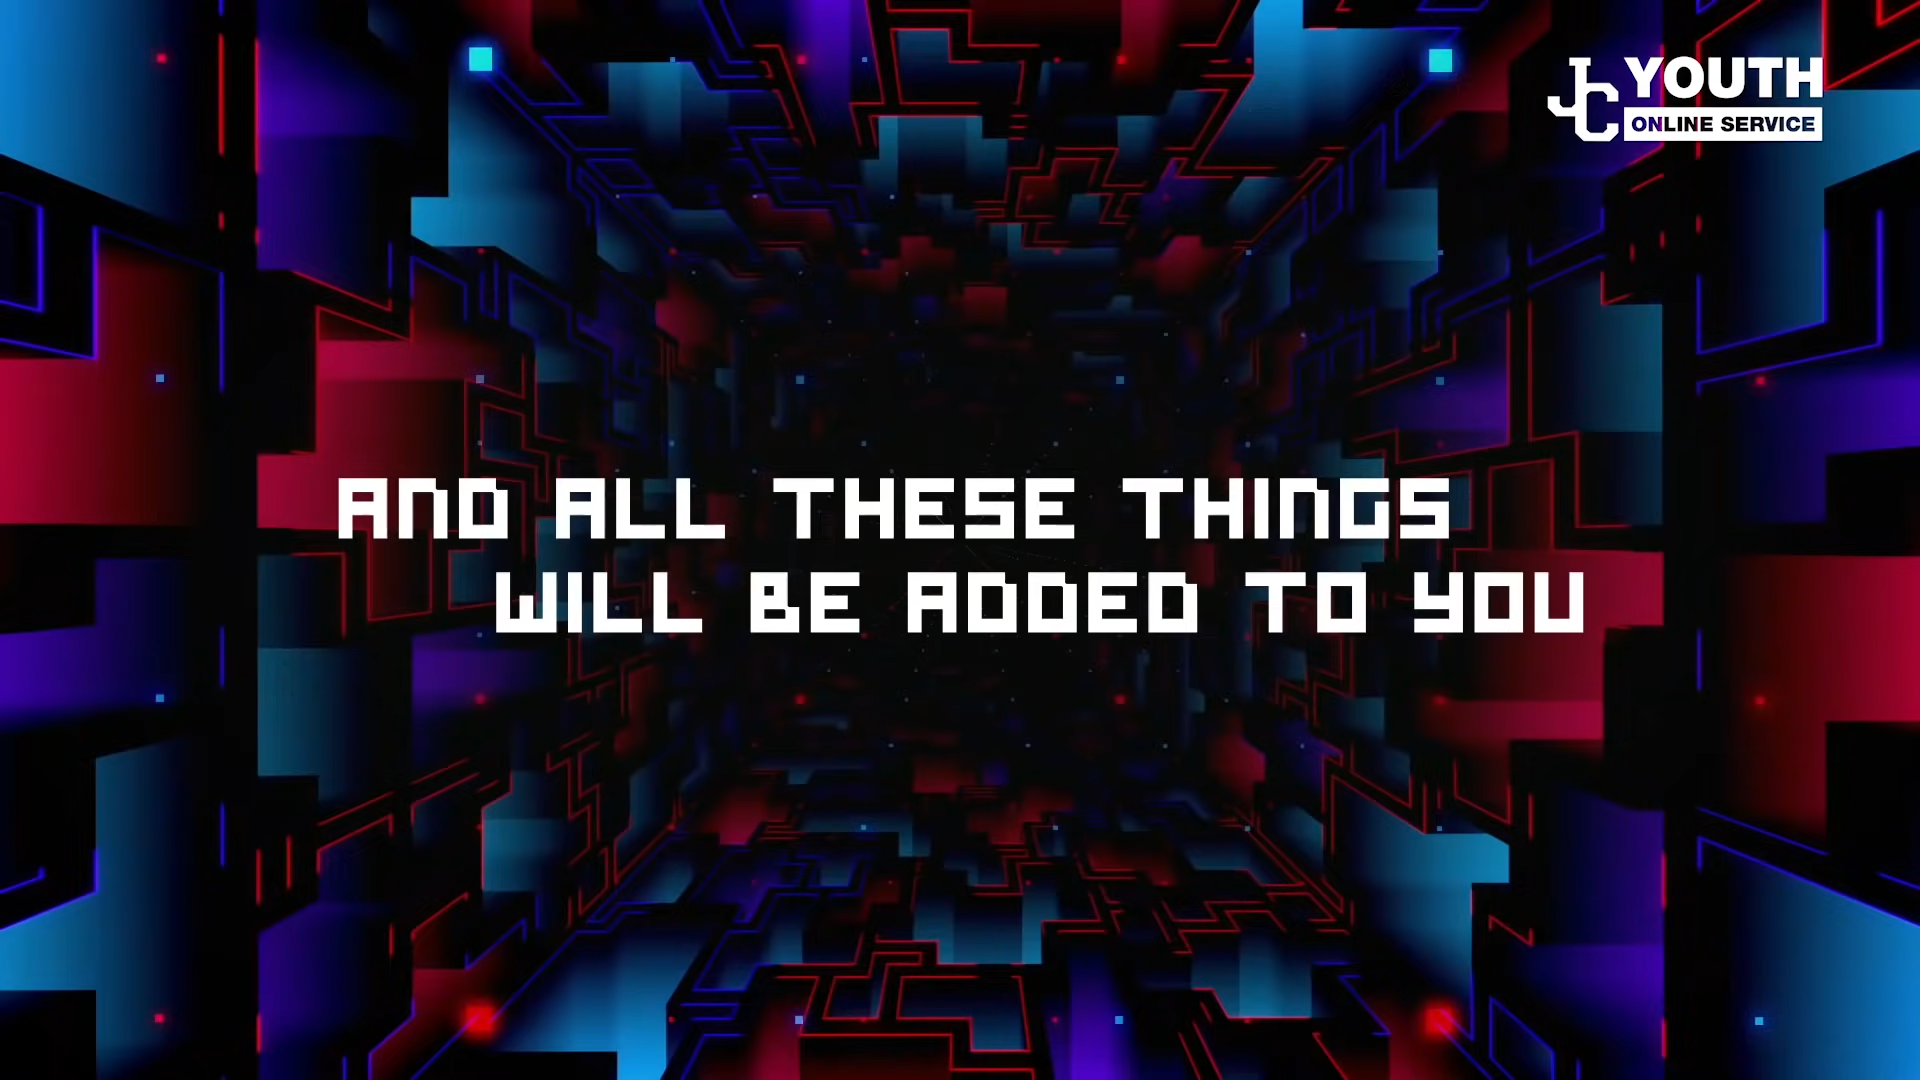 JC YOUTH
ONLINE SERVICE
AND ALL THESE THINGS
WILL BE ADDED TO YOU